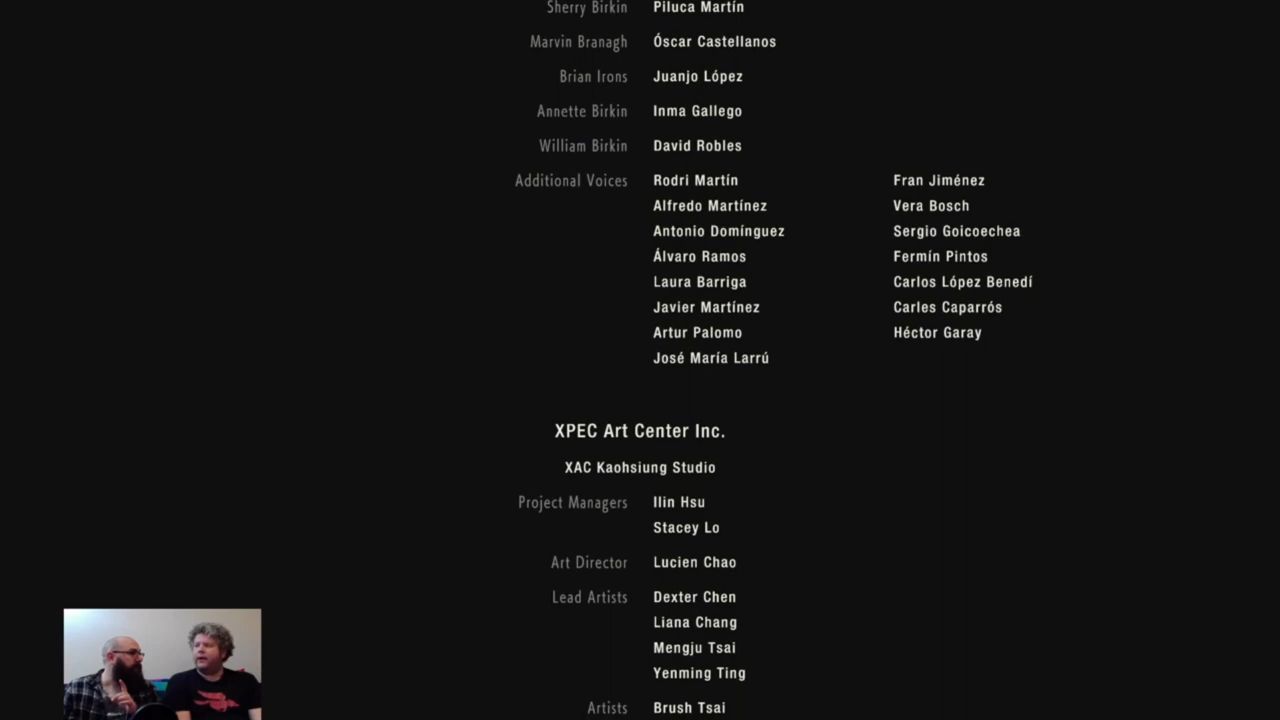 Sherry Birkin Piluca Martín
Marvin Branagh Óscar Castellanos
Brian Irons Juanjo López
Annette Birkin Inma Gallego
William Birkin David Robles
Additional Voices Rodri Martín Fran Jiménez
Alfredo Martínez Vera Bosch
Antonio Domínguez Sergio Goicoechea
Álvaro Ramos Fermín Pintos
Laura Barriga Carlos López Benedí
Javier Martínez Carles Caparrós
Artur Palomo Héctor Garay
José María Larrú
XPEC Art Center Inc.
XAC Kaohsiung Studio
Project Managers Ilin Hsu
Stacey Lo
Art Director Lucien Chao
Lead Artists Dexter Chen
Liana Chang
Mengju Tsai
Yenming Ting
Artists Brush Tsai